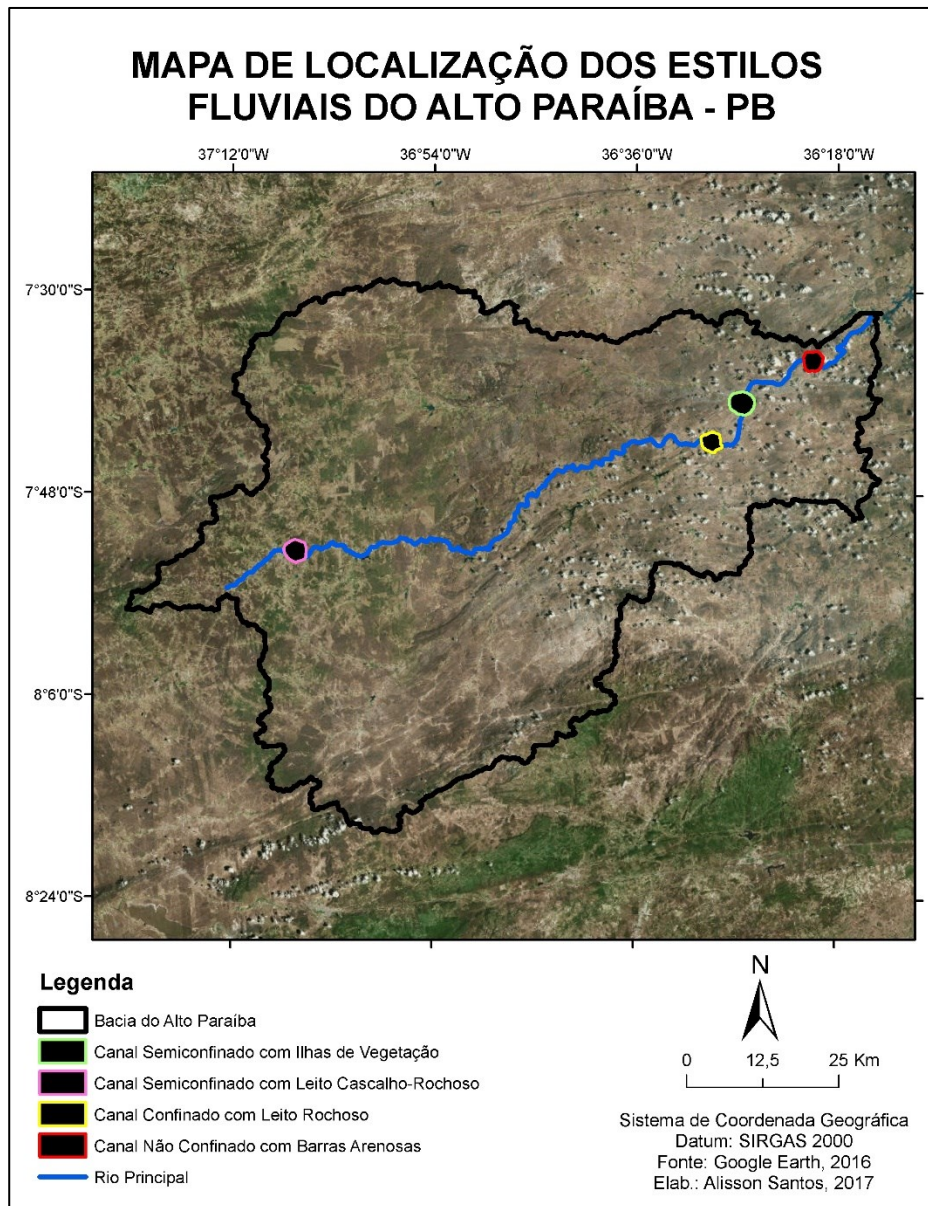 MAPA DE LOCALIZAÇÃO DOS ESTILOS
FLUVIAIS DO ALTO PARAÍBA - PB
37°12'0"W 36°54'0"W 36°36'0"W 36°18'0"W
7°30'0"S
7°48'0"S
8°6'0"S
8°24'0"S
Legenda
Bacia do Alto Paraíba
Canal Semiconfinado com Ilhas de Vegetação
Canal Semiconfinado com Leito Cascalho-Rochoso
Canal Confinado com Leito Rochoso
Canal Não Confinado com Barras Arenosas
Rio Principal
N
0 12,5 25 Km
Sistema de Coordenada Geográfica
Datum: SIRGAS 2000
Fonte: Google Earth, 2016
Elab.: Alisson Santos, 2017